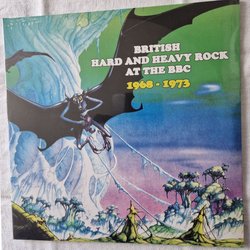 BRITISH
HARD AND HEAVY ROCK
AT THE BBC
1968 - 1973